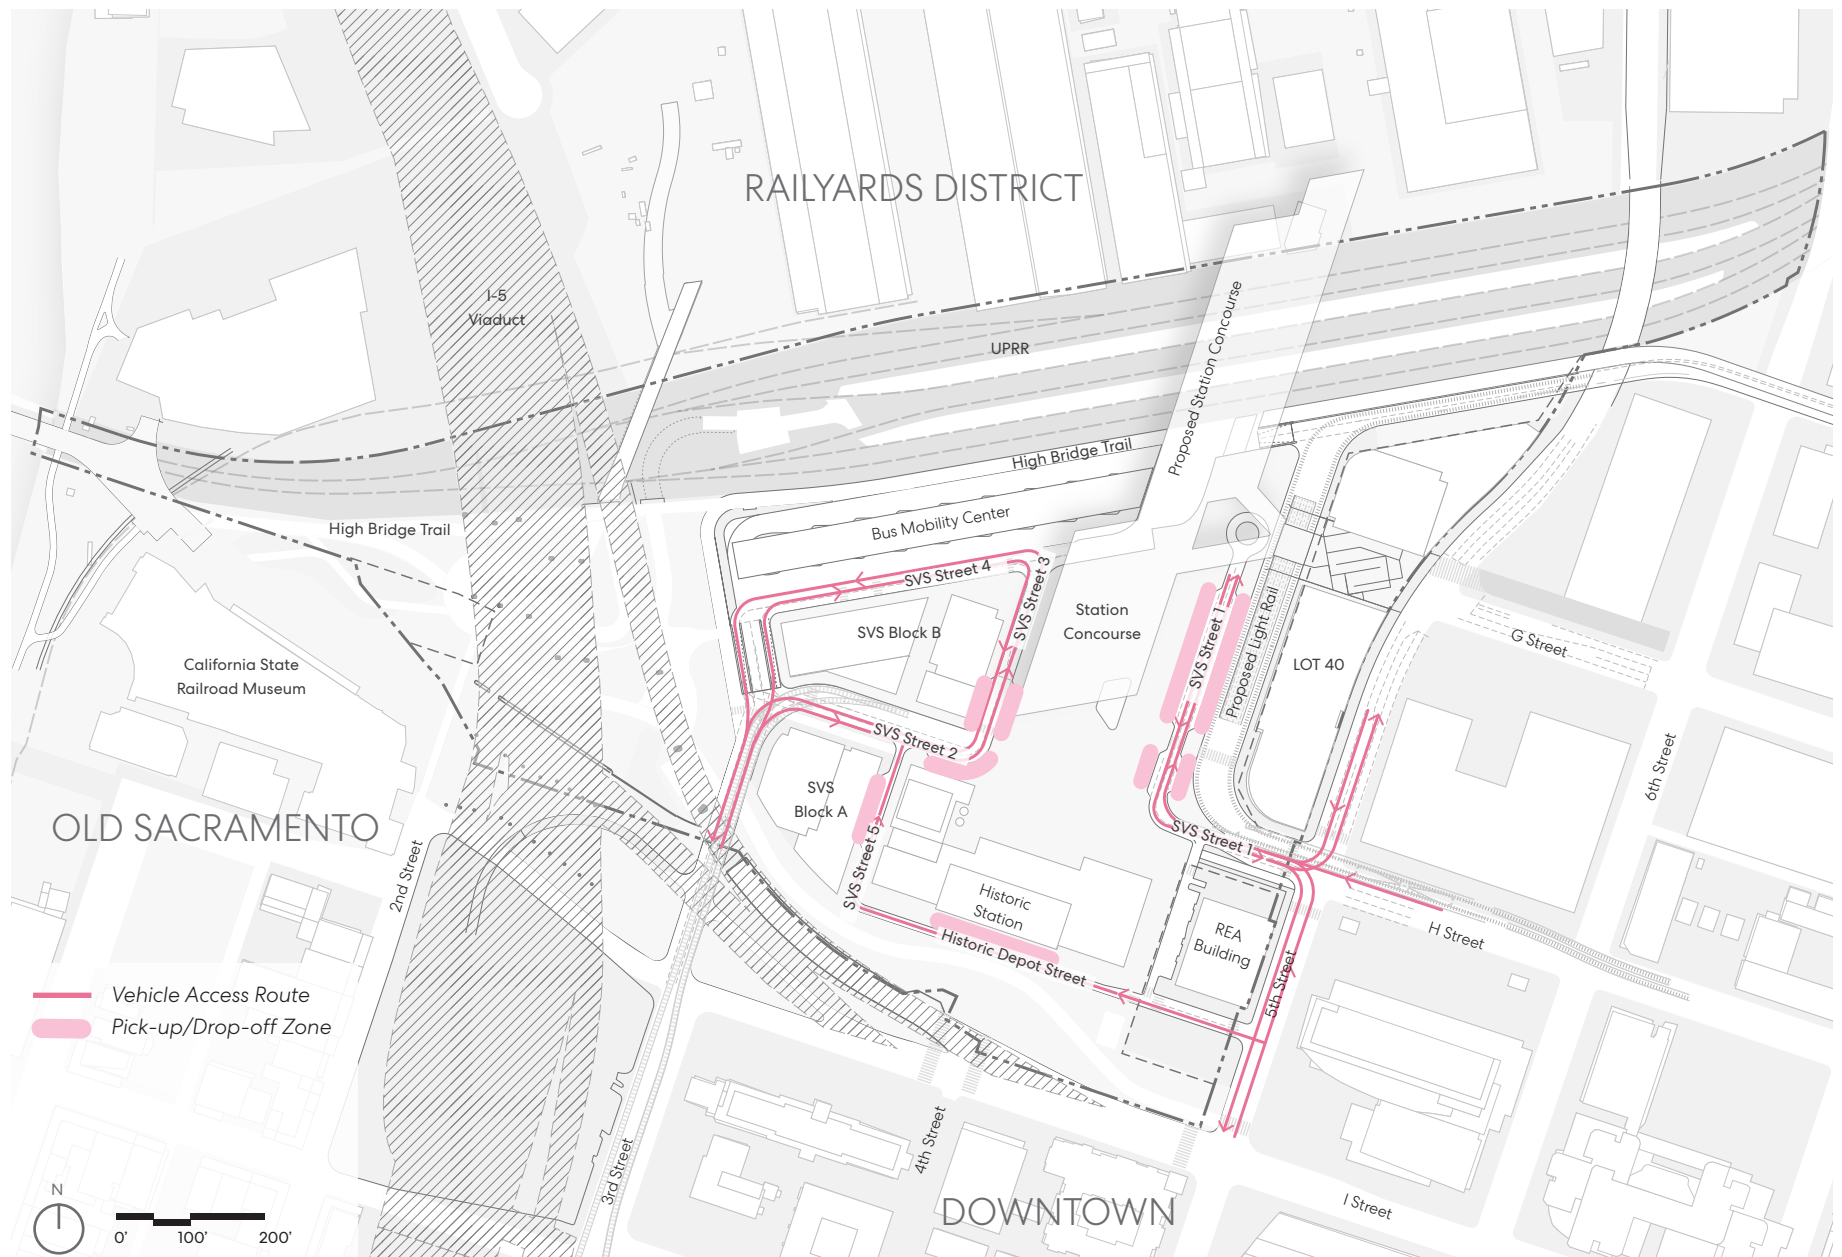 RAILYARDS DISTRICT
I-5
Viaduct
UPRR
Proposed Station Concourse
High Bridge Trail
High Bridge Trail
Bus Mobility Center
SVS Street 4
SVS Street 3
SVS Block B
Station
Concourse
SVS Street 1
Proposed Light Rail
LOT 40
G Street
California State
Railroad Museum
SVS Street 2
6th Street
SVS
Block A
OLD SACRAMENTO
2nd Street
SVS Street 5
SVS Street 1
Historic
Station
REA
Building
H Street
Historic Depot Street
5th Street
Vehicle Access Route
Pick-up/Drop-off Zone
3rd Street
4th Street
DOWNTOWN
I Street
N
0'
100'
200'